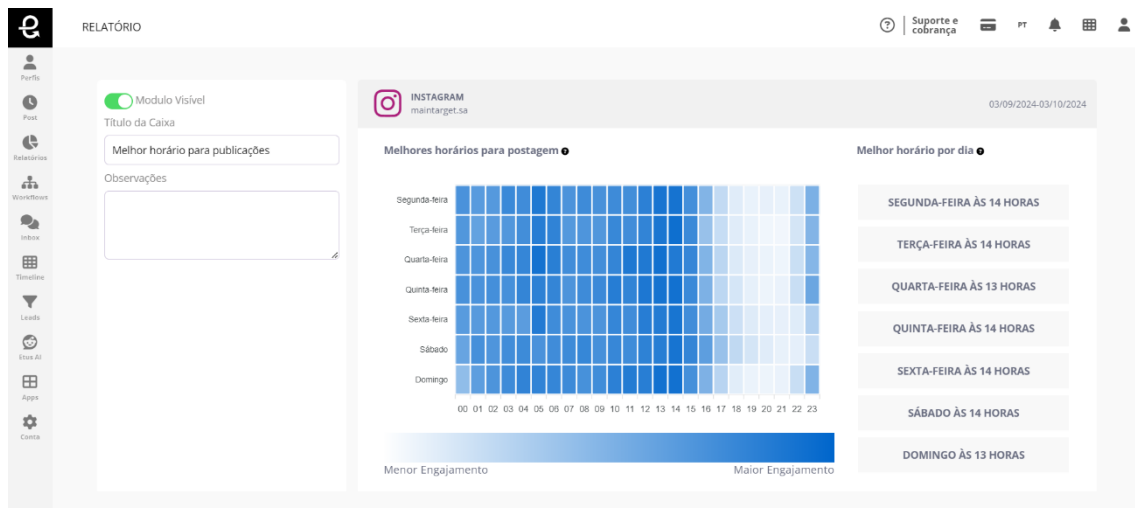 RELATÓRIO
Suporte e
cobrança
PT
Perfis
Post
Relatórios
Workflows
Inbox
Timeline
Leads
Etus AI
Apps
Conta
Modulo Visível
Título da Caixa
Melhor horário para publicações
Observações
INSTAGRAM
maintarget.sa
03/09/2024-03/10/2024
Melhores horários para postagem
Segunda-feira
Terça-feira
Quarta-feira
Quinta-feira
Sexta-feira
Sábado
Domingo
00 01 02 03 04 05 06 07 08 09 10 11 12 13 14 15 16 17 18 19 20 21 22 23
Menor Engajamento
Maior Engajamento
Melhor horário por dia
SEGUNDA-FEIRA ÀS 14 HORAS
TERÇA-FEIRA ÀS 14 HORAS
QUARTA-FEIRA ÀS 13 HORAS
QUINTA-FEIRA ÀS 14 HORAS
SEXTA-FEIRA ÀS 14 HORAS
SÁBADO ÀS 14 HORAS
DOMINGO ÀS 13 HORAS